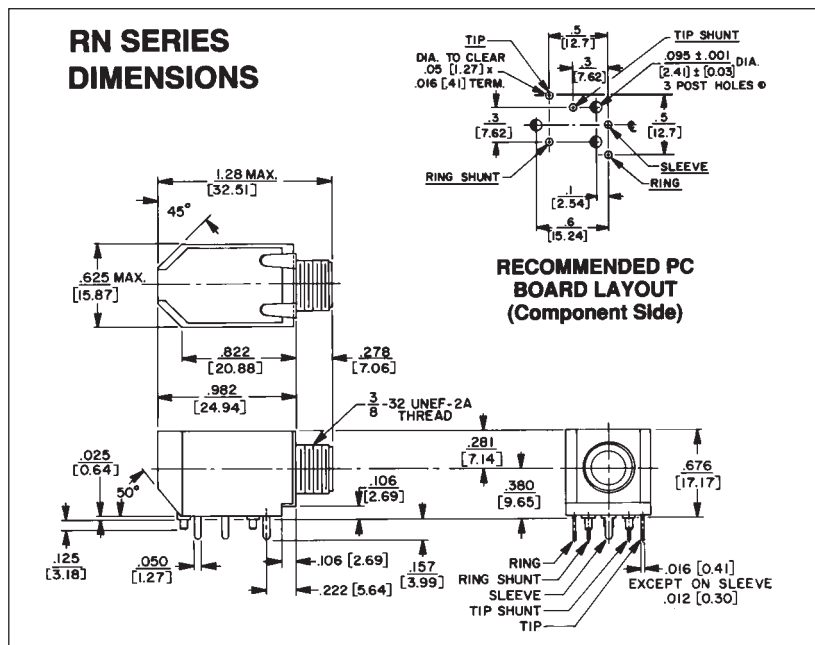 RN SERIES
DIMENSIONS
TIP
DIA. TO CLEAR
.05 [1.27] x
.016 [.41] TERM.
.5
[12.7]
.3
[7.62]
TIP SHUNT
.095 ±.001 DIA.
[2.41] ± [0.03]
3 POST HOLES
.3
[7.62]
.5
[12.7]
SLEEVE
RING
RING SHUNT
.1
[2.54]
.6
[15.24]
RECOMMENDED PC
BOARD LAYOUT
(Component Side)
1.28 MAX.
[32.51]
45°
.625 MAX.
[15.87]
.822
[20.88]
.278
[7.06]
.982
[24.94]
3/8-32 UNEF-2A
THREAD
.281
[7.14]
.676
[17.17]
.025
[0.64]
50°
.106
[2.69]
.380
[9.65]
.125
[3.18]
.050
[1.27]
.106 [2.69]
.222 [5.64]
.157
[3.99]
RING
RING SHUNT
SLEEVE
TIP SHUNT
TIP
.016 [0.41]
EXCEPT ON SLEEVE
.012 [0.30]